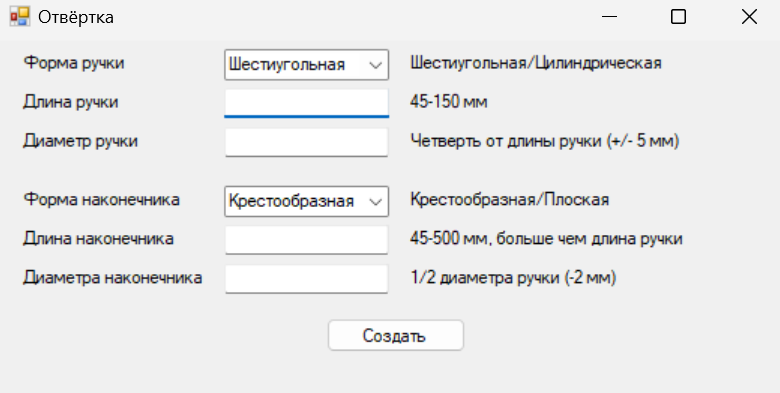 Отвёртка
Форма ручки Шестиугольная Шестиугольная/Цилиндрическая
Длина ручки 45-150 мм
Диаметр ручки Четверть от длины ручки (+/- 5 мм)
Форма наконечника Крестообразная Крестообразная/Плоская
Длина наконечника 45-500 мм, больше чем длина ручки
Диаметра наконечника 1/2 диаметра ручки (-2 мм)
Создать